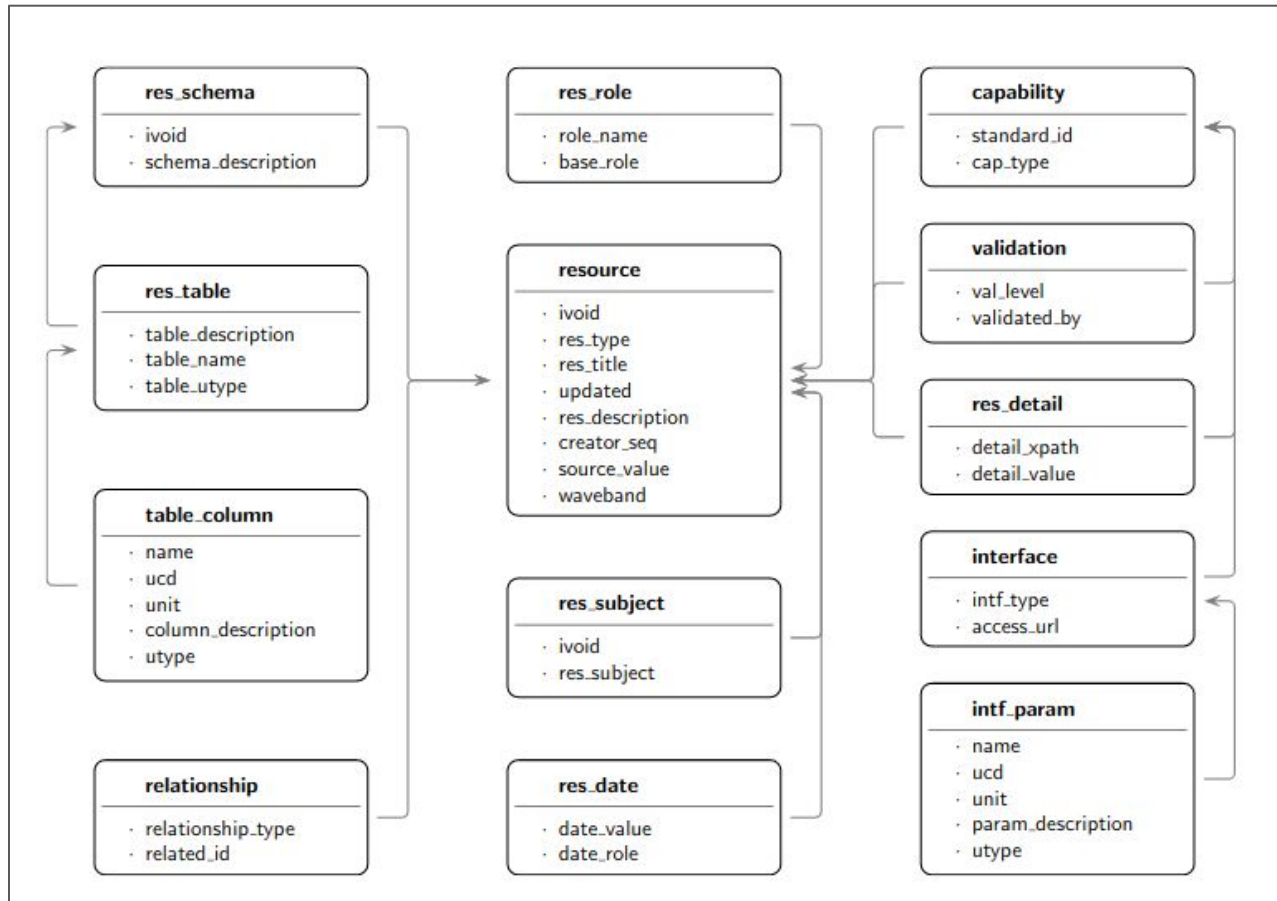 res_schema
· ivoid
· schema_description
res_table
· table_description
· table_name
· table_utype
table_column
· name
· ucd
· unit
· column_description
· utype
relationship
· relationship_type
· related_id
res_role
· role_name
· base_role
resource
· ivoid
· res_type
· res_title
· updated
· res_description
· creator_seq
· source_value
· waveband
res_subject
· ivoid
· res_subject
res_date
· date_value
· date_role
capability
· standard_id
· cap_type
validation
· val_level
· validated_by
res_detail
· detail_xpath
· detail_value
interface
· intf_type
· access_url
intf_param
· name
· ucd
· unit
· param_description
· utype